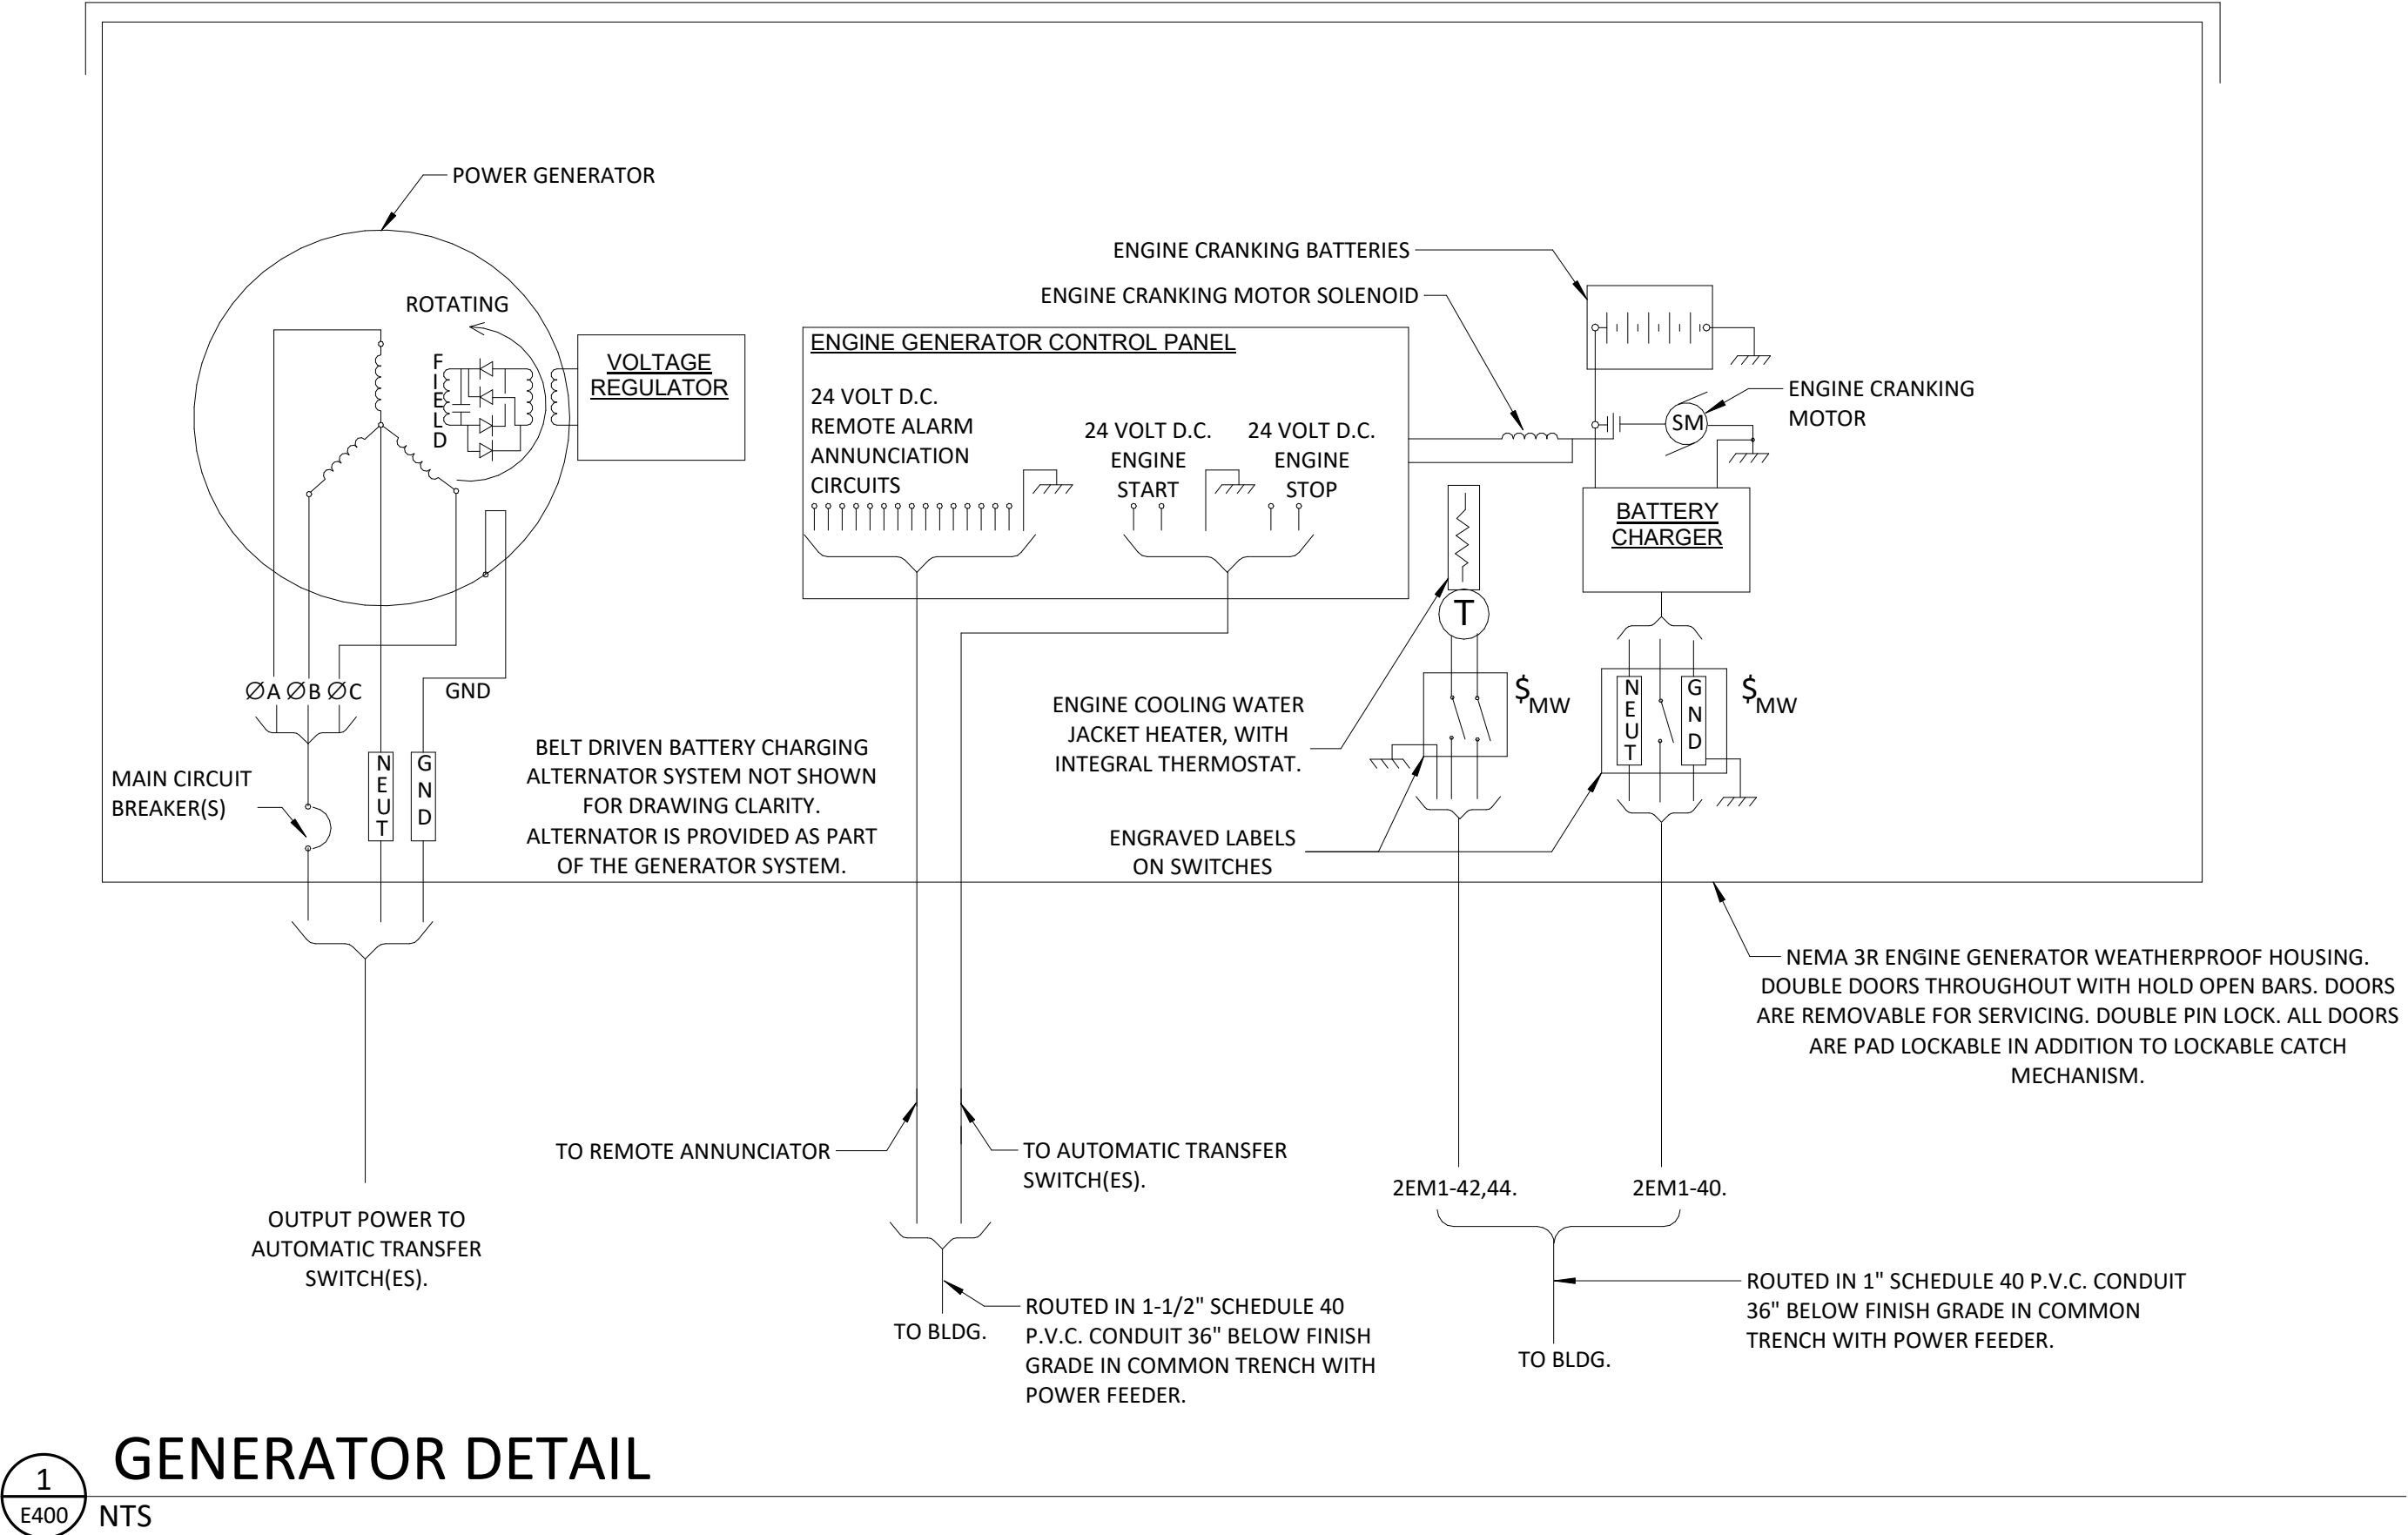 POWER GENERATOR
ROTATING
FIELD
VOLTAGE
REGULATOR
ENGINE CRANKING BATTERIES
ENGINE CRANKING MOTOR SOLENOID
ENGINE GENERATOR CONTROL PANEL
24 VOLT D.C.
REMOTE ALARM
ANNUNCIATION
CIRCUITS
24 VOLT D.C.
ENGINE
START
24 VOLT D.C.
ENGINE
STOP
ENGINE CRANKING
MOTOR
SM
BATTERY
CHARGER
T
ØA ØB ØC
GND
MAIN CIRCUIT
BREAKER(S)
NEUT
GND
BELT DRIVEN BATTERY CHARGING
ALTERNATOR SYSTEM NOT SHOWN
FOR DRAWING CLARITY.
ALTERNATOR IS PROVIDED AS PART
OF THE GENERATOR SYSTEM.
ENGINE COOLING WATER
JACKET HEATER, WITH
INTEGRAL THERMOSTAT.
$MW
NEUT
GND
$MW
ENGRAVED LABELS
ON SWITCHES
NEMA 3R ENGINE GENERATOR WEATHERPROOF HOUSING.
DOUBLE DOORS THROUGHOUT WITH HOLD OPEN BARS. DOORS
ARE REMOVABLE FOR SERVICING. DOUBLE PIN LOCK. ALL DOORS
ARE PAD LOCKABLE IN ADDITION TO LOCKABLE CATCH
MECHANISM.
TO REMOTE ANNUNCIATOR
TO AUTOMATIC TRANSFER
SWITCH(ES).
2EM1-42,44.
2EM1-40.
OUTPUT POWER TO
AUTOMATIC TRANSFER
SWITCH(ES).
TO BLDG.
ROUTED IN 1-1/2" SCHEDULE 40
P.V.C. CONDUIT 36" BELOW FINISH
GRADE IN COMMON TRENCH WITH
POWER FEEDER.
TO BLDG.
ROUTED IN 1" SCHEDULE 40 P.V.C. CONDUIT
36" BELOW FINISH GRADE IN COMMON
TRENCH WITH POWER FEEDER.
1
E400
GENERATOR DETAIL
NTS